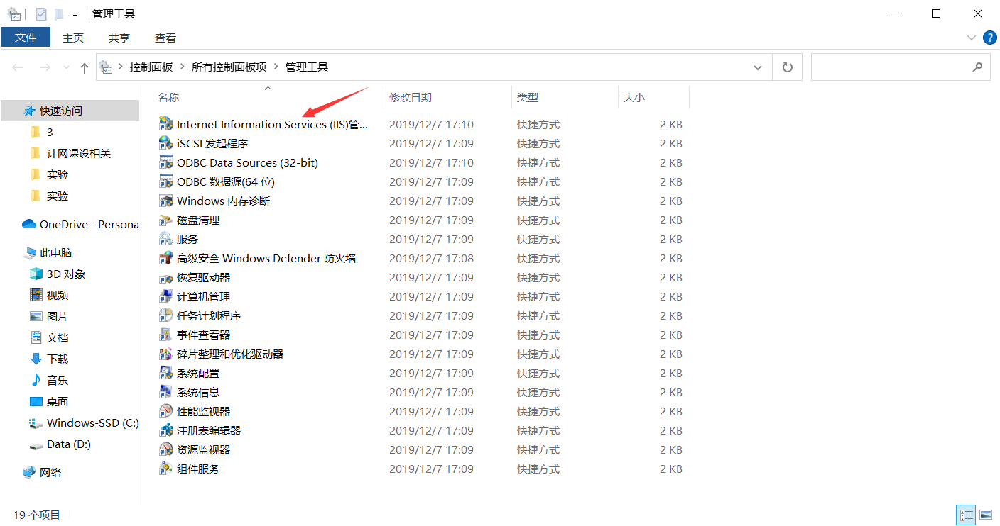 管理工具
文件 主页 共享 查看
控制面板 所有控制面板项 管理工具
名称 修改日期 类型 大小
快速访问
3
计网课设相关
实验
实验
OneDrive - Persona
此电脑
3D 对象
视频
图片
文档
下载
音乐
桌面
Windows-SSD (C:)
Data (D:)
网络
Internet Information Services (IIS)管... 2019/12/7 17:10 快捷方式 2 KB
iSCSI 发起程序 2019/12/7 17:09 快捷方式 2 KB
ODBC Data Sources (32-bit) 2019/12/7 17:10 快捷方式 2 KB
ODBC 数据源(64 位) 2019/12/7 17:09 快捷方式 2 KB
Windows 内存诊断 2019/12/7 17:09 快捷方式 2 KB
磁盘清理 2019/12/7 17:09 快捷方式 2 KB
服务 2019/12/7 17:09 快捷方式 2 KB
高级安全 Windows Defender 防火墙 2019/12/7 17:08 快捷方式 2 KB
恢复驱动器 2019/12/7 17:09 快捷方式 2 KB
计算机管理 2019/12/7 17:09 快捷方式 2 KB
任务计划程序 2019/12/7 17:09 快捷方式 2 KB
事件查看器 2019/12/7 17:09 快捷方式 2 KB
碎片整理和优化驱动器 2019/12/7 17:09 快捷方式 2 KB
系统配置 2019/12/7 17:09 快捷方式 2 KB
系统信息 2019/12/7 17:09 快捷方式 2 KB
性能监视器 2019/12/7 17:09 快捷方式 2 KB
注册表编辑器 2019/12/7 17:09 快捷方式 2 KB
资源监视器 2019/12/7 17:09 快捷方式 2 KB
组件服务 2019/12/7 17:09 快捷方式 2 KB
19 个项目